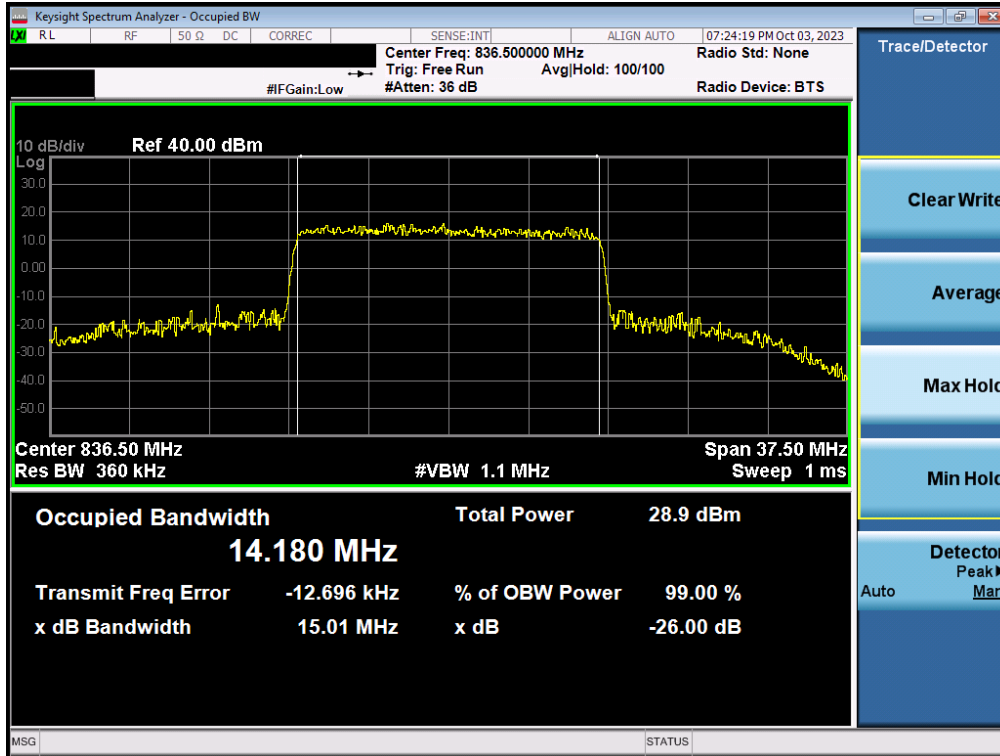 Keysight Spectrum Analyzer - Occupied BW
LXI RL RF 50 Ω DC CORREC SENSE:INT ALIGN AUTO 07:24:19 PM Oct 03, 2023
Center Freq: 836.500000 MHz Radio Std: None
Trig: Free Run Avg|Hold: 100/100
#IFGain:Low #Atten: 36 dB Radio Device: BTS
10 dB/div Ref 40.00 dBm
Log
30.0
20.0
10.0
0.00
-10.0
-20.0
-30.0
-40.0
-50.0
Center 836.50 MHz Span 37.50 MHz
Res BW 360 kHz #VBW 1.1 MHz Sweep 1 ms
Occupied Bandwidth Total Power 28.9 dBm
14.180 MHz
Transmit Freq Error -12.696 kHz % of OBW Power 99.00 %
x dB Bandwidth 15.01 MHz x dB -26.00 dB
MSG STATUS
Trace/Detector
Clear Write
Average
Max Hold
Min Hold
Detector
Peak
Auto Man